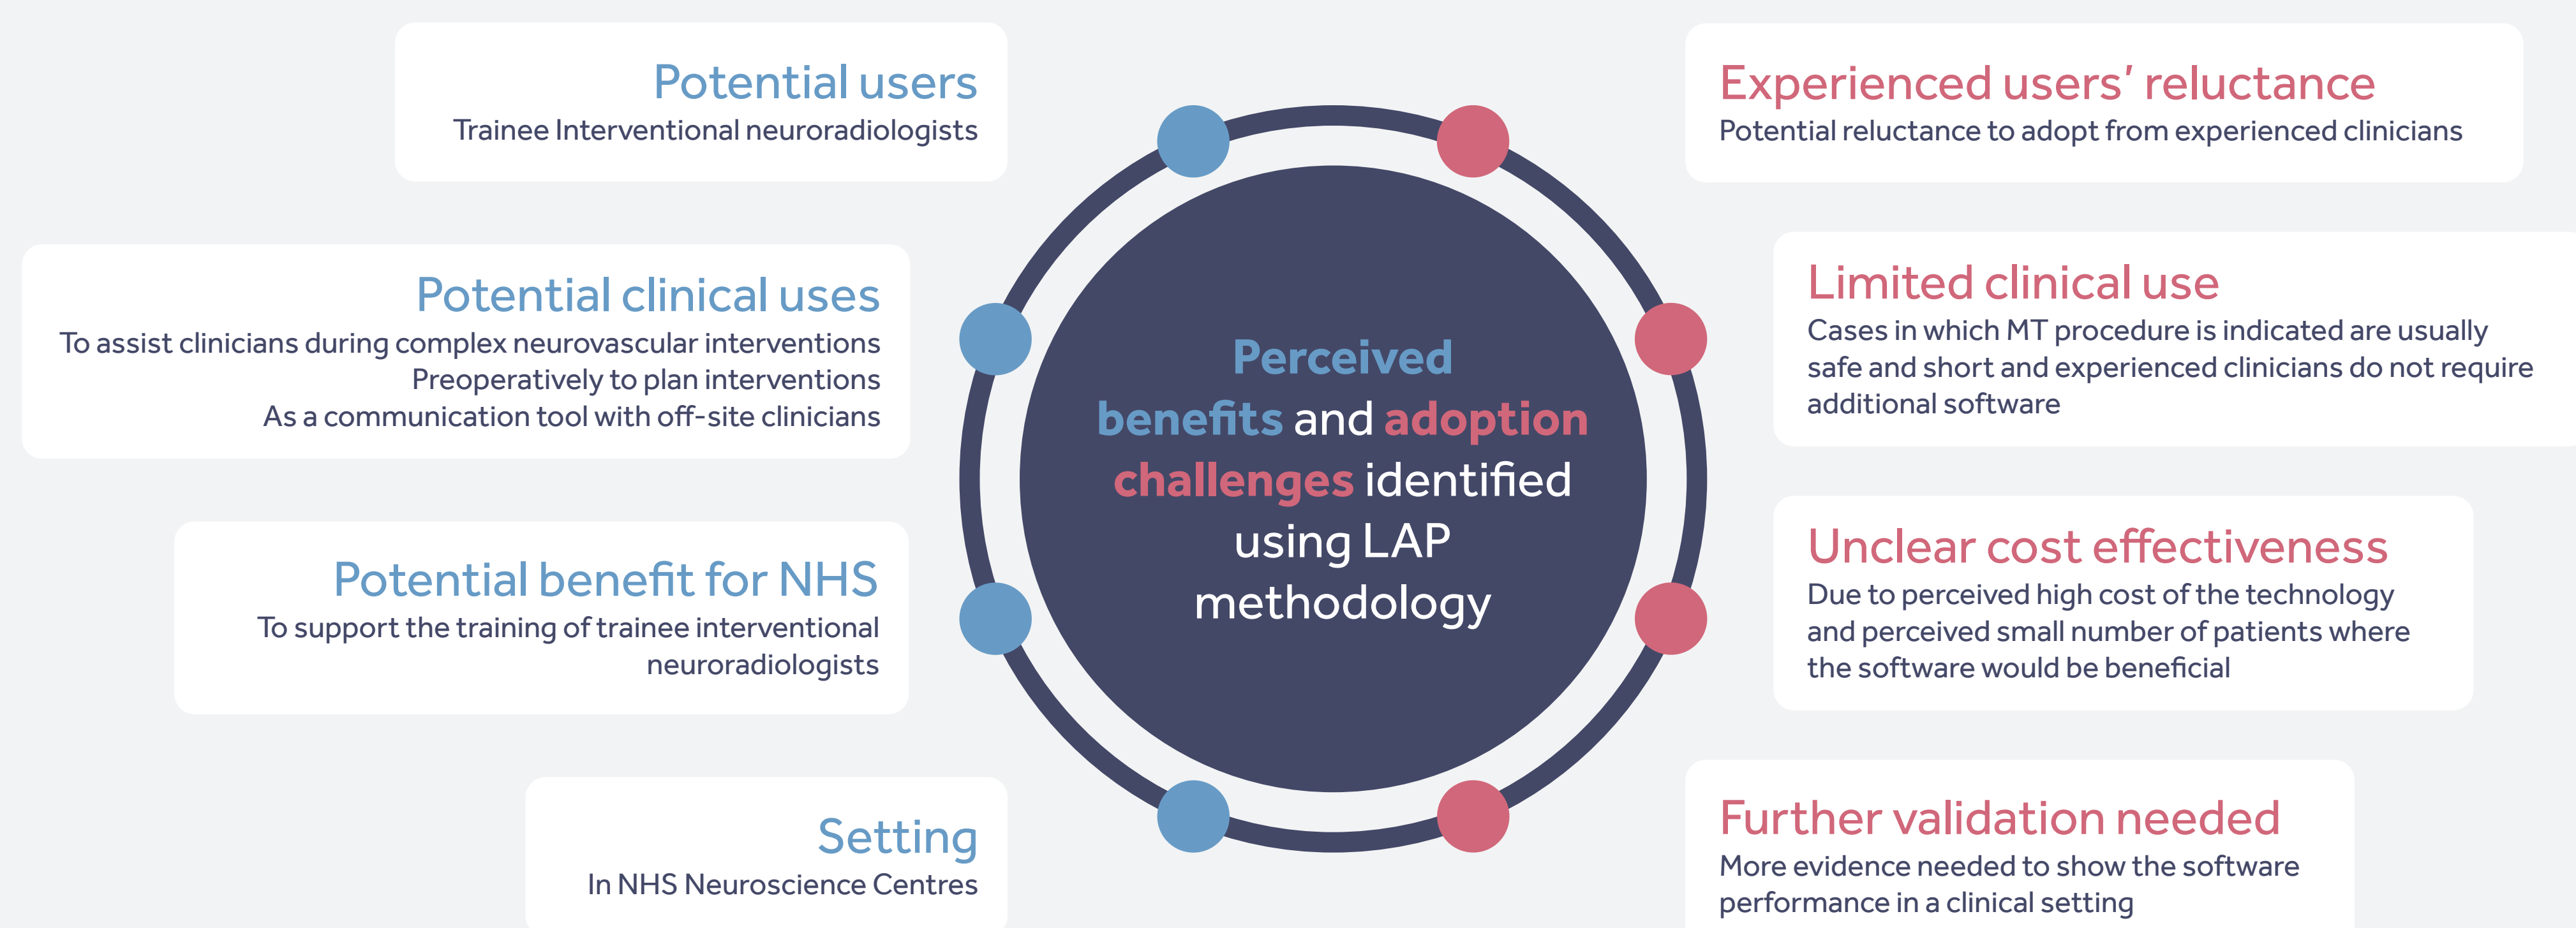 Potential users
Trainee Interventional neuroradiologists
Potential clinical uses
To assist clinicians during complex neurovascular interventions
Preoperatively to plan interventions
As a communication tool with off-site clinicians
Potential benefit for NHS
To support the training of trainee interventional
neuroradiologists
Setting
In NHS Neuroscience Centres
Perceived
benefits and adoption
challenges identified
using LAP
methodology
Experienced users’ reluctance
Potential reluctance to adopt from experienced clinicians
Limited clinical use
Cases in which MT procedure is indicated are usually
safe and short and experienced clinicians do not require
additional software
Unclear cost effectiveness
Due to perceived high cost of the technology
and perceived small number of patients where
the software would be beneficial
Further validation needed
More evidence needed to show the software
performance in a clinical setting